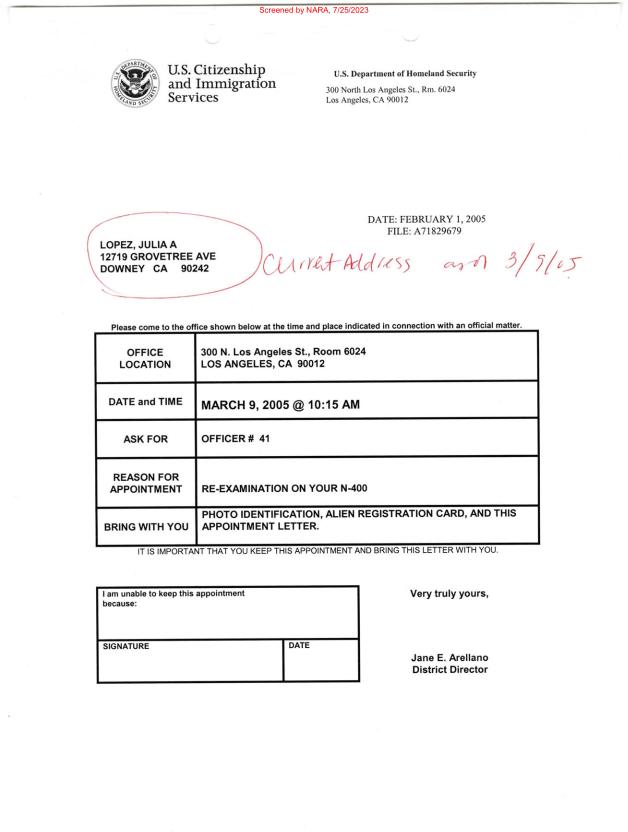 Screened by NARA, 7/25/2023
U.S. Citizenship
and Immigration
Services
U.S. Department of Homeland Security
300 North Los Angeles St., Rm. 6024
Los Angeles, CA 90012
DATE: FEBRUARY 1, 2005
FILE: A71829679
LOPEZ, JULIA A
12719 GROVETREE AVE
DOWNEY CA 90242
Current Address as of 3/9/05
Please come to the office shown below at the time and place indicated in connection with an official matter.
OFFICE
LOCATION
300 N. Los Angeles St., Room 6024
LOS ANGELES, CA 90012
DATE and TIME
MARCH 9, 2005 @ 10:15 AM
ASK FOR
OFFICER # 41
REASON FOR
APPOINTMENT
RE-EXAMINATION ON YOUR N-400
BRING WITH YOU
PHOTO IDENTIFICATION, ALIEN REGISTRATION CARD, AND THIS
APPOINTMENT LETTER.
IT IS IMPORTANT THAT YOU KEEP THIS APPOINTMENT AND BRING THIS LETTER WITH YOU.
I am unable to keep this appointment
because:
SIGNATURE
DATE
Very truly yours,
Jane E. Arellano
District Director